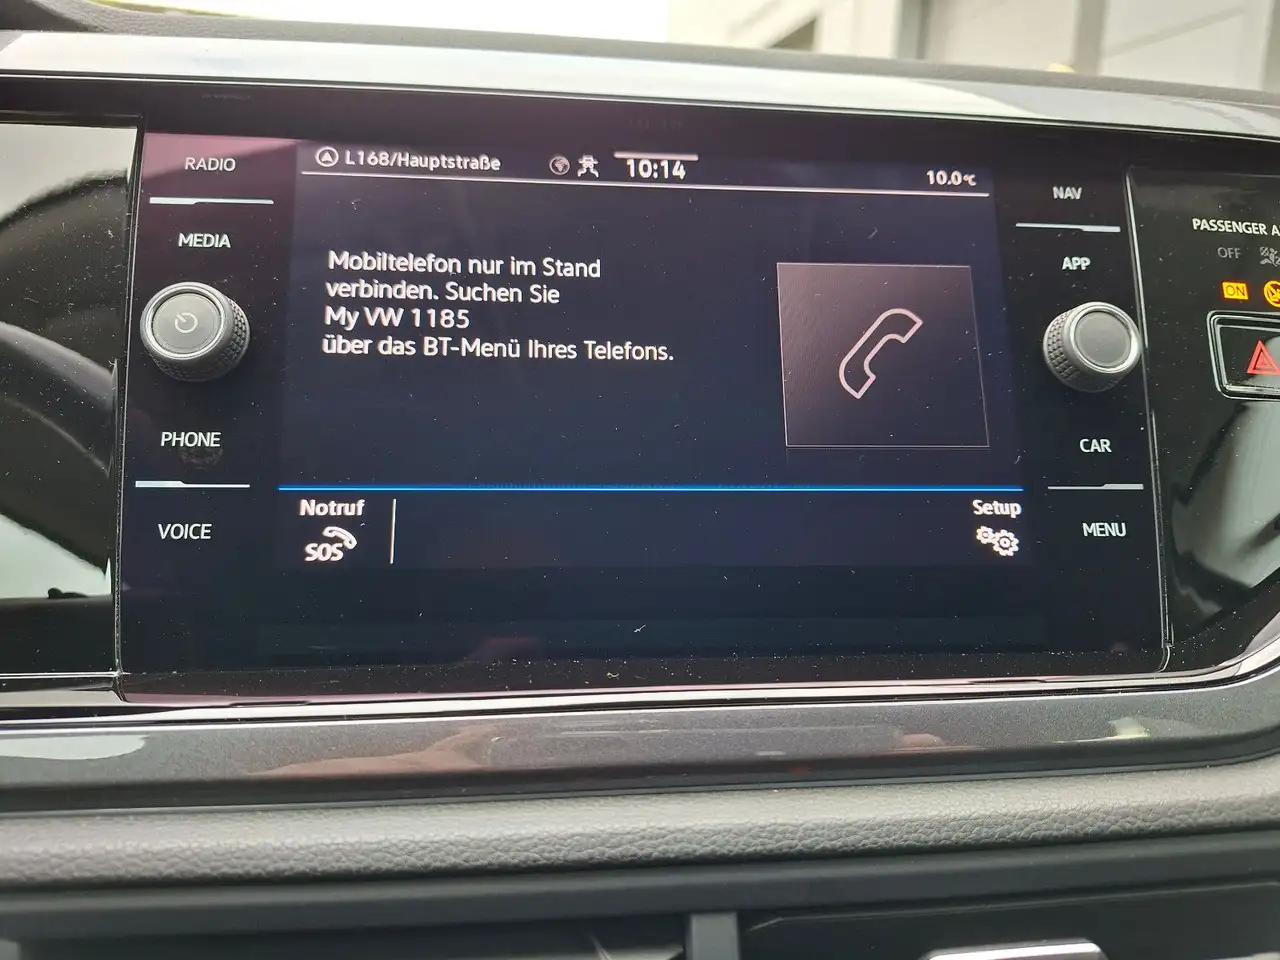 RADIO
MEDIA
PHONE
VOICE
L168/Hauptstraße
10:14
10.0°C
Mobiltelefon nur im Stand
verbinden. Suchen Sie
My VW 1185
über das BT-Menü Ihres Telefons.
Notruf
SOS
Setup
NAV
APP
CAR
MENU
PASSENGER A
OFF
ON